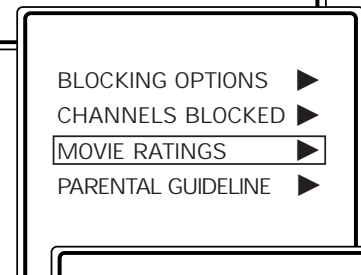 BLOCKING OPTIONS ▶
CHANNELS BLOCKED ▶
MOVIE RATINGS ▶
PARENTAL GUIDELINE ▶